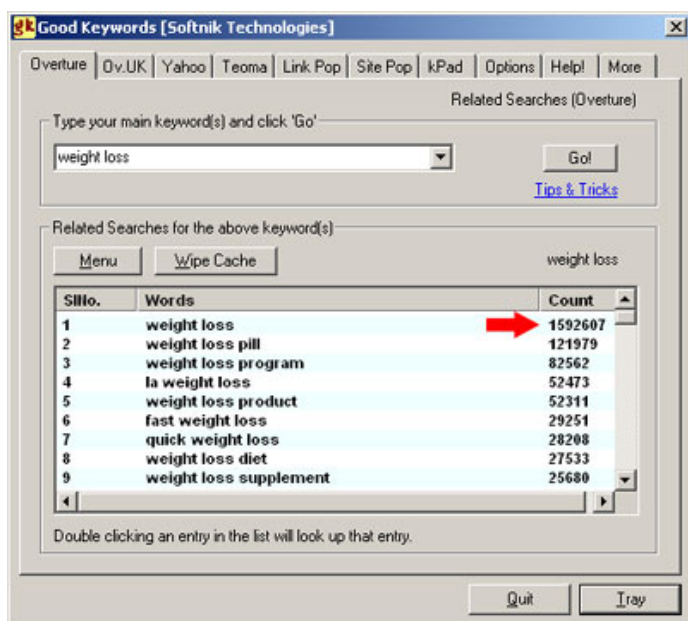 gk Good Keywords [Softnik Technologies]
Overture Ov.UK Yahoo Teoma Link Pop Site Pop kPad Options Help! More
Related Searches (Overture)
Type your main keyword(s) and click 'Go'
weight loss Go!
Tips & Tricks
Related Searches for the above keyword(s)
Menu Wipe Cache weight loss
SlNo. Words Count
1 weight loss 1592607
2 weight loss pill 121979
3 weight loss program 82562
4 la weight loss 52473
5 weight loss product 52311
6 fast weight loss 29251
7 quick weight loss 28208
8 weight loss diet 27533
9 weight loss supplement 25680
Double clicking an entry in the list will look up that entry.
Quit Tray